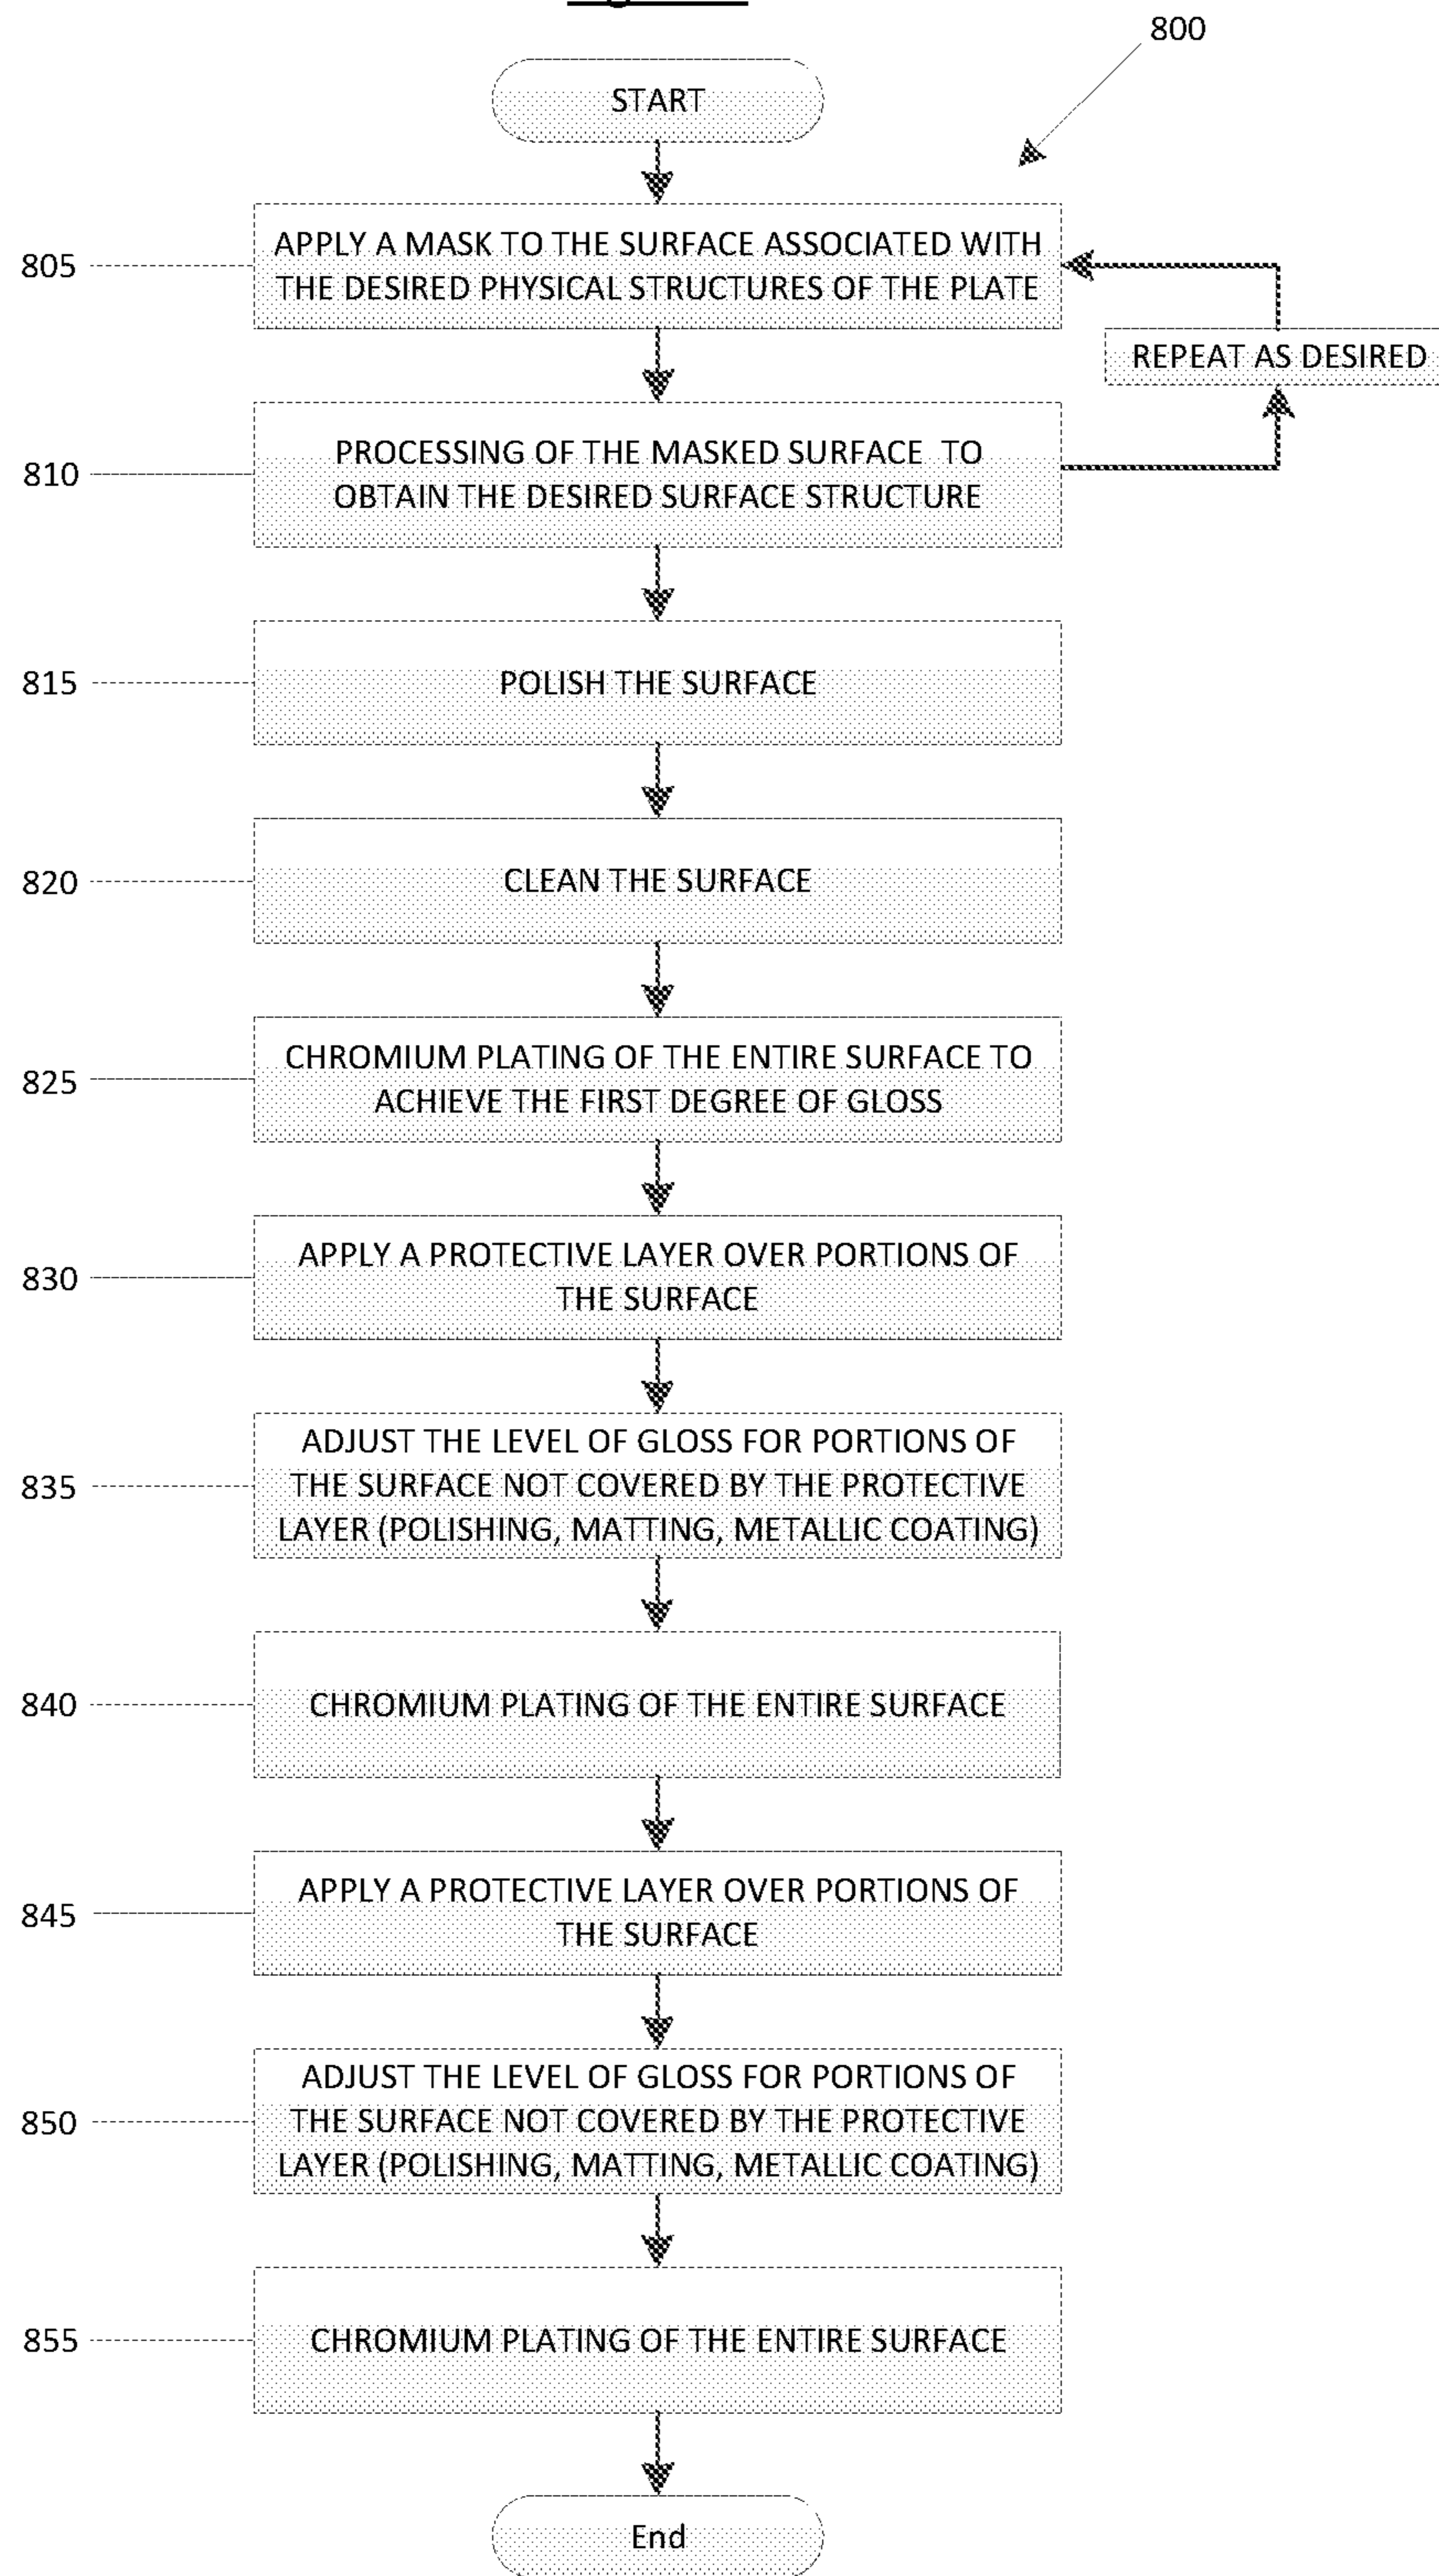 800
START
805
APPLY A MASK TO THE SURFACE ASSOCIATED WITH
THE DESIRED PHYSICAL STRUCTURES OF THE PLATE
REPEAT AS DESIRED
810
PROCESSING OF THE MASKED SURFACE TO
OBTAIN THE DESIRED SURFACE STRUCTURE
815
POLISH THE SURFACE
820
CLEAN THE SURFACE
825
CHROMIUM PLATING OF THE ENTIRE SURFACE TO
ACHIEVE THE FIRST DEGREE OF GLOSS
830
APPLY A PROTECTIVE LAYER OVER PORTIONS OF
THE SURFACE
835
ADJUST THE LEVEL OF GLOSS FOR PORTIONS OF
THE SURFACE NOT COVERED BY THE PROTECTIVE
LAYER (POLISHING, MATTING, METALLIC COATING)
840
CHROMIUM PLATING OF THE ENTIRE SURFACE
845
APPLY A PROTECTIVE LAYER OVER PORTIONS OF
THE SURFACE
850
ADJUST THE LEVEL OF GLOSS FOR PORTIONS OF
THE SURFACE NOT COVERED BY THE PROTECTIVE
LAYER (POLISHING, MATTING, METALLIC COATING)
855
CHROMIUM PLATING OF THE ENTIRE SURFACE
End